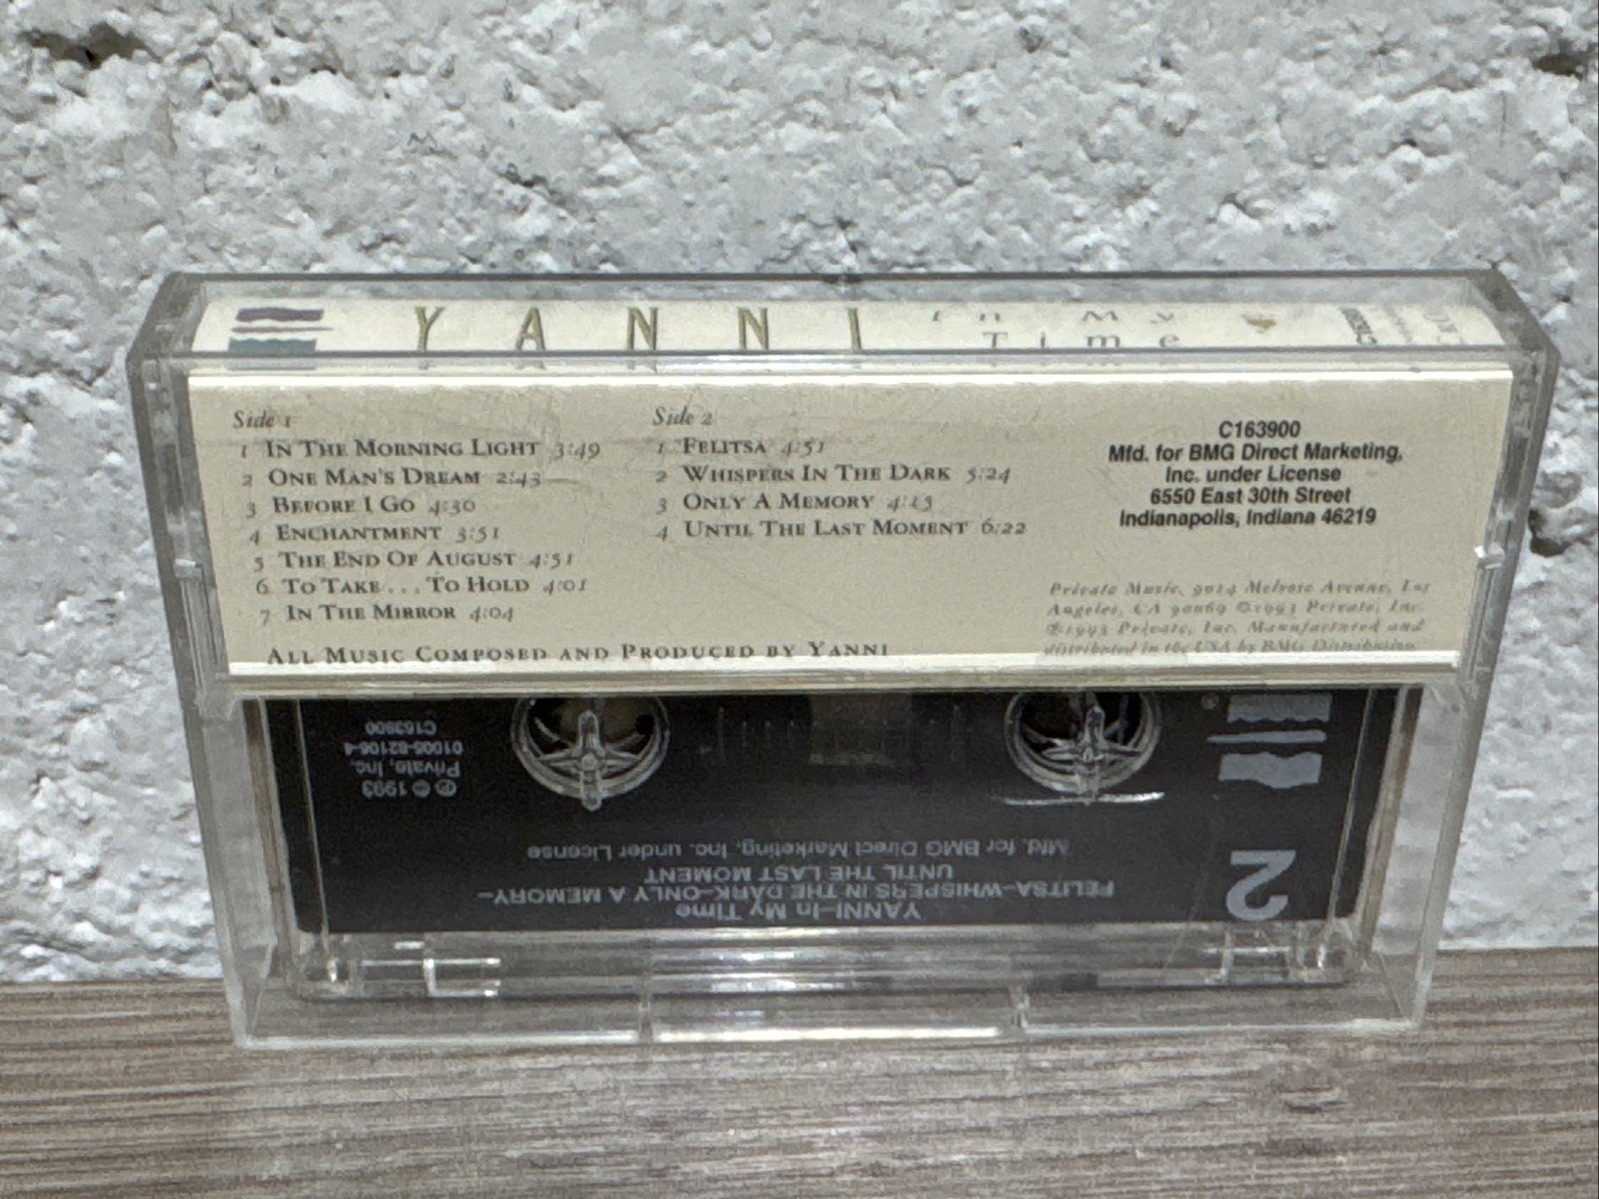 YANNI In My Time
Side 1
1 IN THE MORNING LIGHT 3:49
2 ONE MAN'S DREAM 2:43
3 BEFORE I GO 4:30
4 ENCHANTMENT 3:51
5 THE END OF AUGUST 4:51
6 TO TAKE... TO HOLD 4:01
7 IN THE MIRROR 4:04
Side 2
1 FELITSA 4:51
2 WHISPERS IN THE DARK 5:24
3 ONLY A MEMORY 4:15
4 UNTIL THE LAST MOMENT 6:22
ALL MUSIC COMPOSED AND PRODUCED BY YANNI
C163900
Mfd. for BMG Direct Marketing,
Inc. under License
6550 East 30th Street
Indianapolis, Indiana 46219
Private Music, 9014 Melrose Avenue, Los
Angeles, CA 90069 ©1993 Private, Inc.
℗1993 Private, Inc. Manufactured and
distributed in the USA by BMG Distribution
2
YANNI–In My Time
FELITSA–WHISPERS IN THE DARK–ONLY A MEMORY–
UNTIL THE LAST MOMENT
Mfd. for BMG Direct Marketing, Inc. under License
℗ © 1993
Private, Inc.
01005-82106-4
C163900